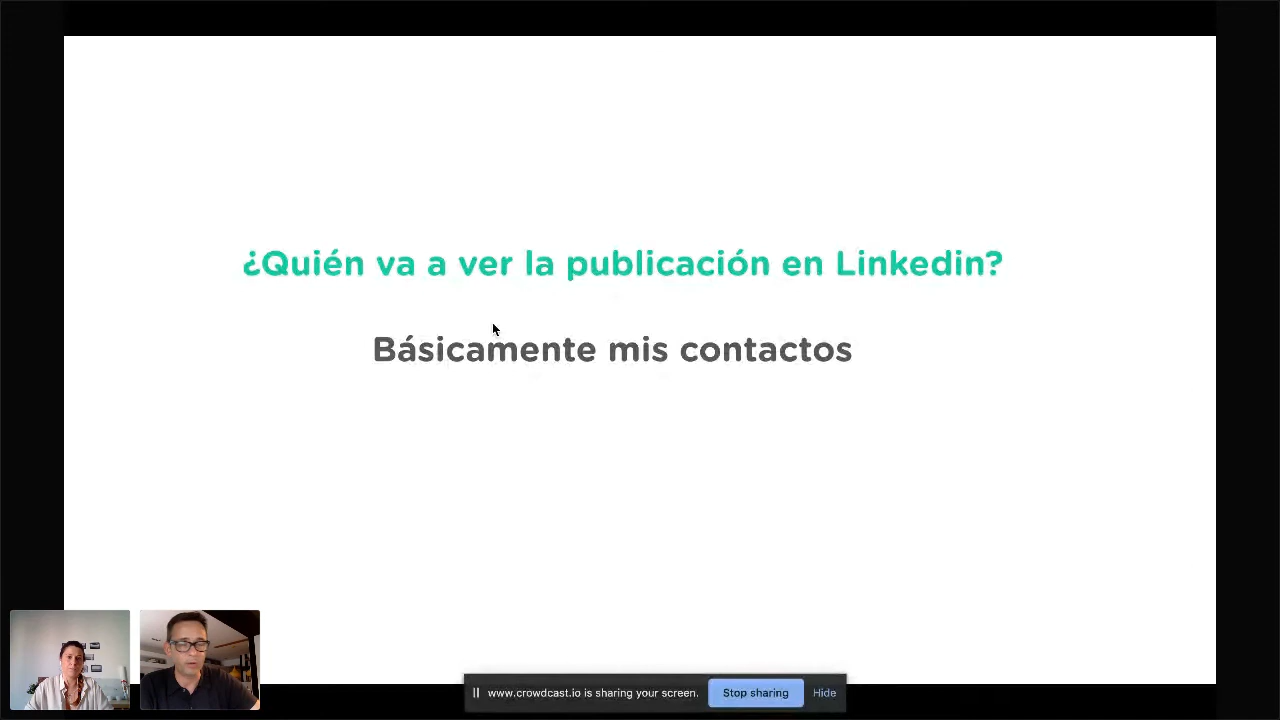 ¿Quién va a ver la publicación en Linkedin?
Básicamente mis contactos
www.crowdcast.io is sharing your screen.
Stop sharing
Hide